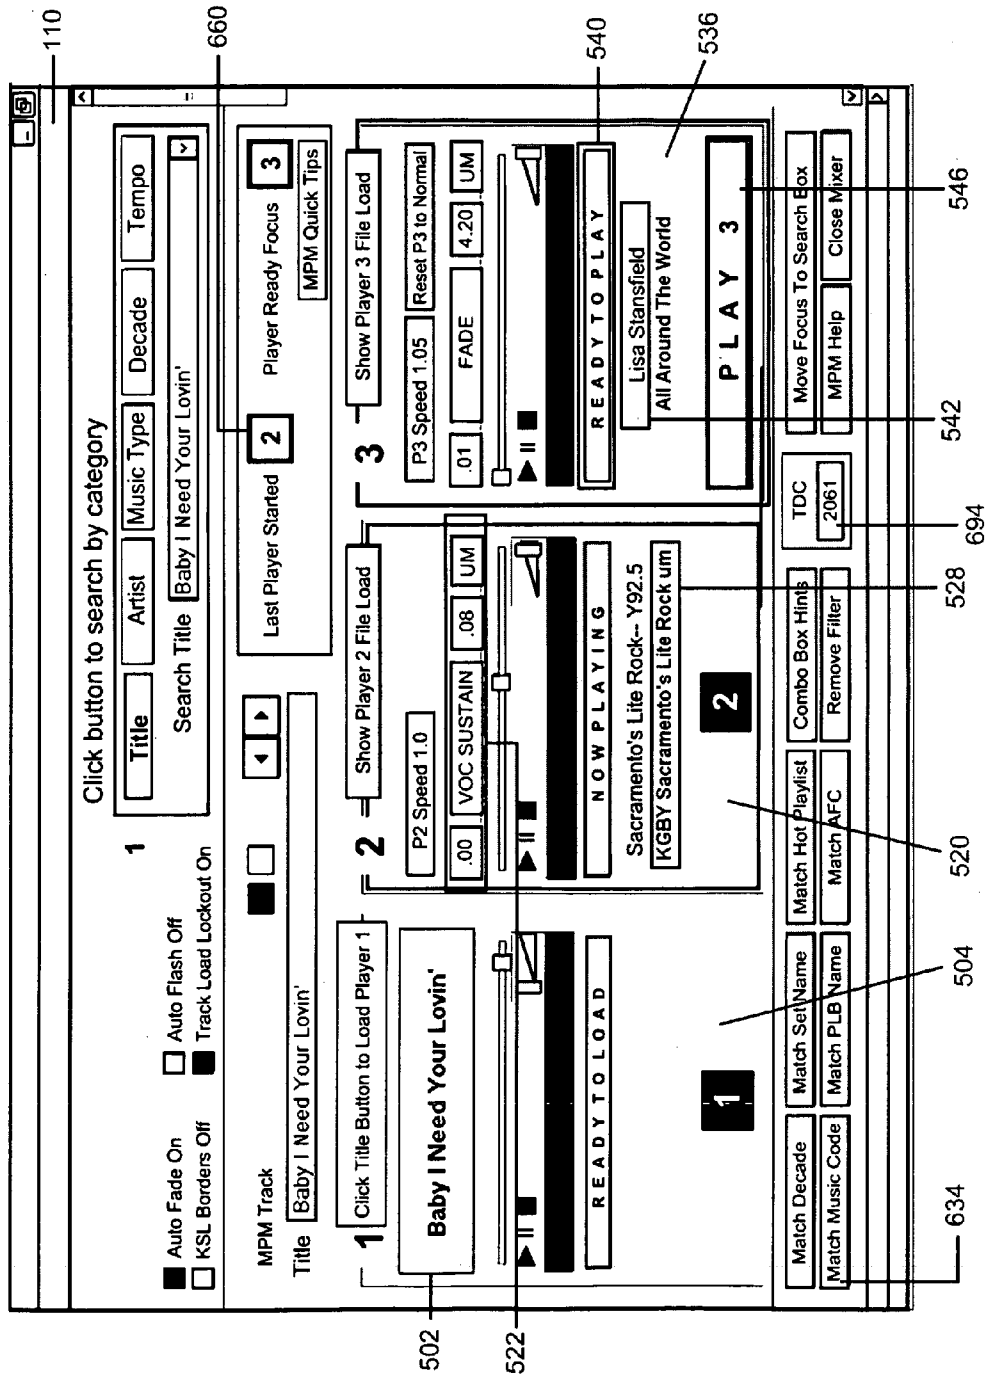 110
660
Click button to search by category
1
Title
Artist
Music Type
Decade
Tempo
Search Title
Baby I Need Your Lovin'
Auto Fade On
Auto Flash Off
KSL Borders Off
Track Load Lockout On
MPM Track
Title
Baby I Need Your Lovin'
Last Player Started
2
Player Ready Focus
3
MPM Quick Tips
1
Click Title Button to Load Player 1
Baby I Need Your Lovin'
READY TO LOAD
1
2
Show Player 2 File Load
P2 Speed 1.0
.00
VOC SUSTAIN
.08
UM
NOW PLAYING
Sacramento's Lite Rock-- Y92.5
KGBY Sacramento's Lite Rock um
2
3
Show Player 3 File Load
P3 Speed 1.05
Reset P3 to Normal
.01
FADE
4.20
UM
READY TO PLAY
Lisa Stansfield
All Around The World
PLAY 3
Match Decade
Match Set Name
Match Hot Playlist
Combo Box Hints
TDC
2061
Move Focus To Search Box
Match Music Code
Match PLB Name
Match AFC
Remove Filter
MPM Help
Close Mixer
502
522
540
536
634
504
520
528
694
542
546